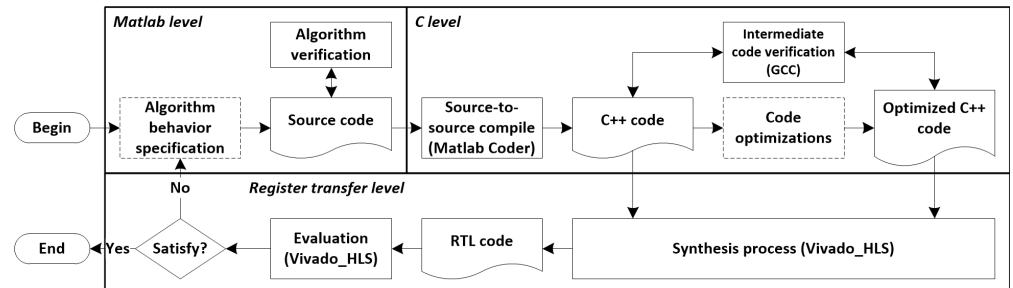 Matlab level
C level
Algorithm
verification
Intermediate
code verification
(GCC)
Begin
Algorithm
behavior
specification
Source code
Source-to-
source compile
(Matlab Coder)
C++ code
Code
optimizations
Optimized C++
code
No
Register transfer level
End
Yes
Satisfy?
Evaluation
(Vivado_HLS)
RTL code
Synthesis process (Vivado_HLS)